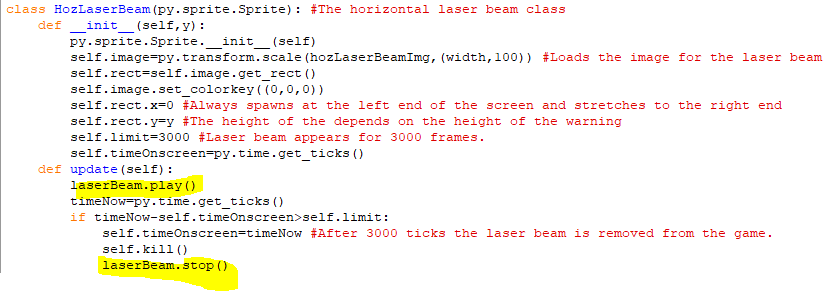 class HozLaserBeam(py.sprite.Sprite): #The horizontal laser beam class
def __init__(self,y):
py.sprite.Sprite.__init__(self)
self.image=py.transform.scale(hozLaserBeamImg,(width,100)) #Loads the image for the laser beam
self.rect=self.image.get_rect()
self.image.set_colorkey((0,0,0))
self.rect.x=0 #Always spawns at the left end of the screen and stretches to the right end
self.rect.y=y #The height of the depends on the height of the warning
self.limit=3000 #Laser beam appears for 3000 frames.
self.timeOnscreen=py.time.get_ticks()
def update(self):
laserBeam.play()
timeNow=py.time.get_ticks()
if timeNow-self.timeOnscreen>self.limit:
self.timeOnscreen=timeNow #After 3000 ticks the laser beam is removed from the game.
self.kill()
laserBeam.stop()